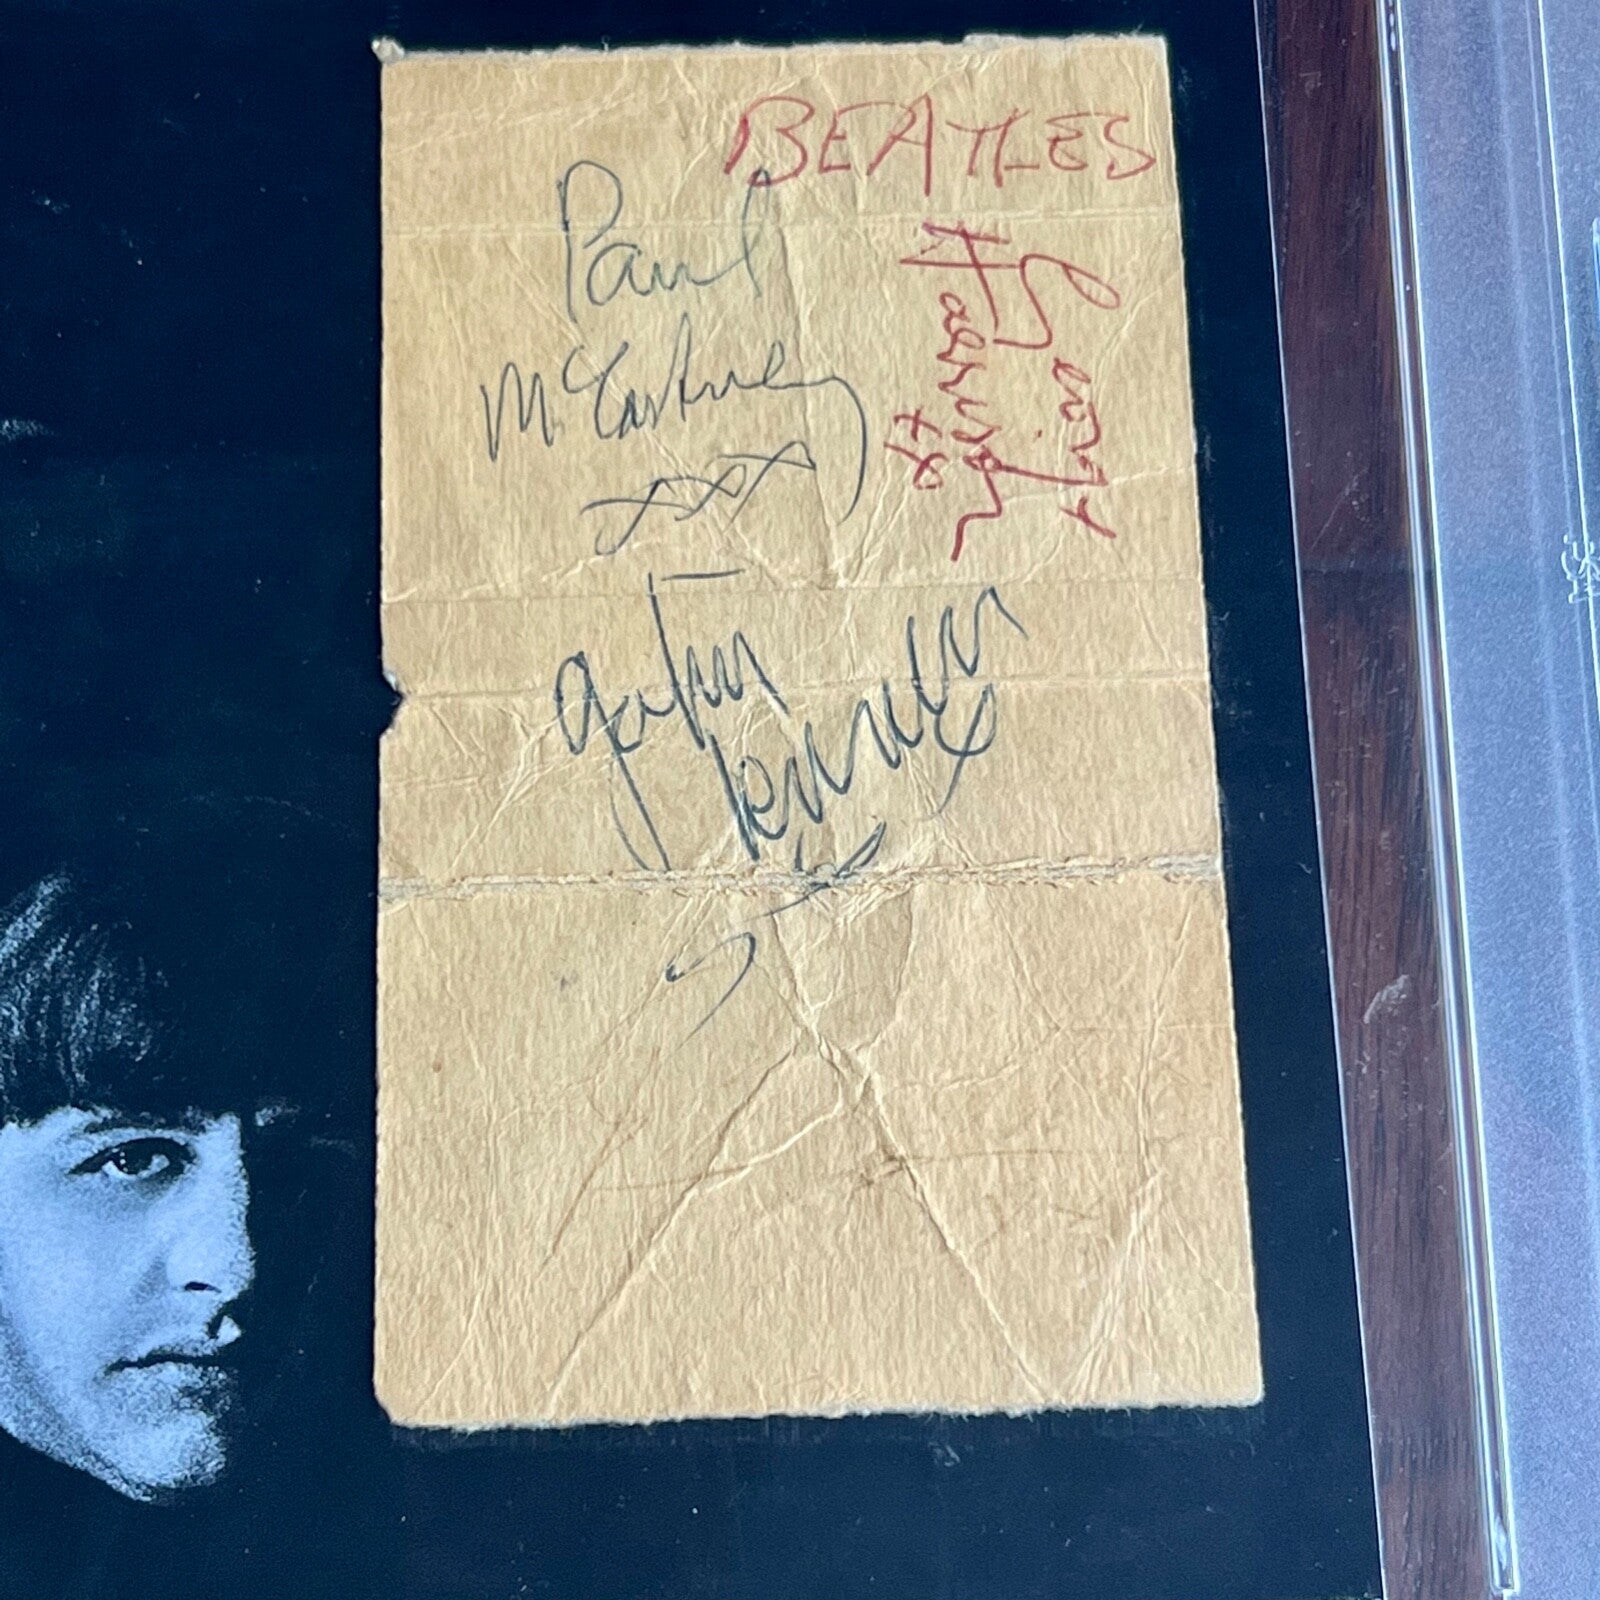 BEATLES
Paul
McCartney
xxx
George
Harrison
xx
John
Lennon
x